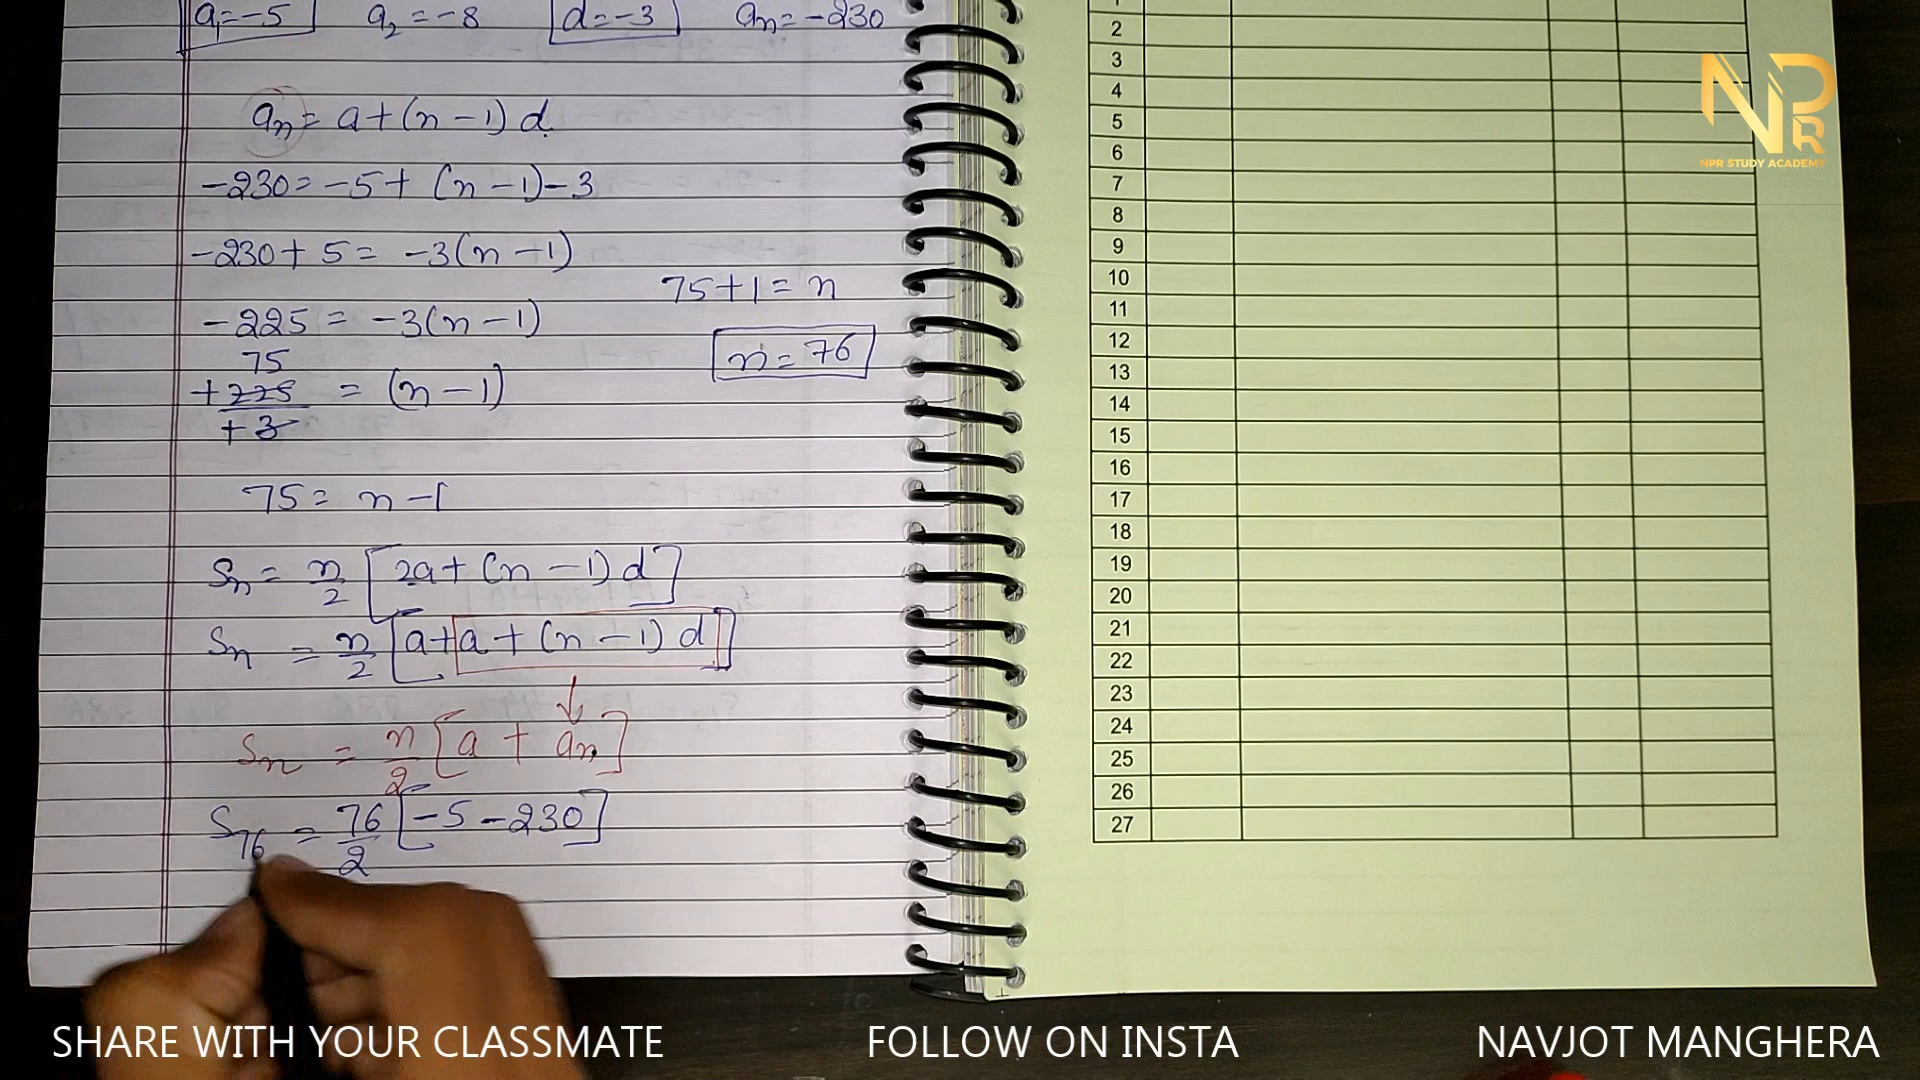 a₁=-5 a₂=-8 d=-3 aₙ=-230
aₙ= a+(n-1) d
-230=-5+ (n-1)-3
-230+ 5= -3(n-1)
-225 = -3(n-1)
75
+225 = (n-1)
+3
75= n-1
75+1= n
n= 76
Sₙ= n/2 [2a+(n-1) d]
Sₙ = n/2 [a+a+(n-1) d]
↓
Sₙ = n/2 [a + aₙ]
S₇₆ = 76/2 [-5-230]
1
2
3
4
5
6
7
8
9
10
11
12
13
14
15
16
17
18
19
20
21
22
23
24
25
26
27
NPR
NPR STUDY ACADEMY
SHARE WITH YOUR CLASSMATE FOLLOW ON INSTA NAVJOT MANGHERA